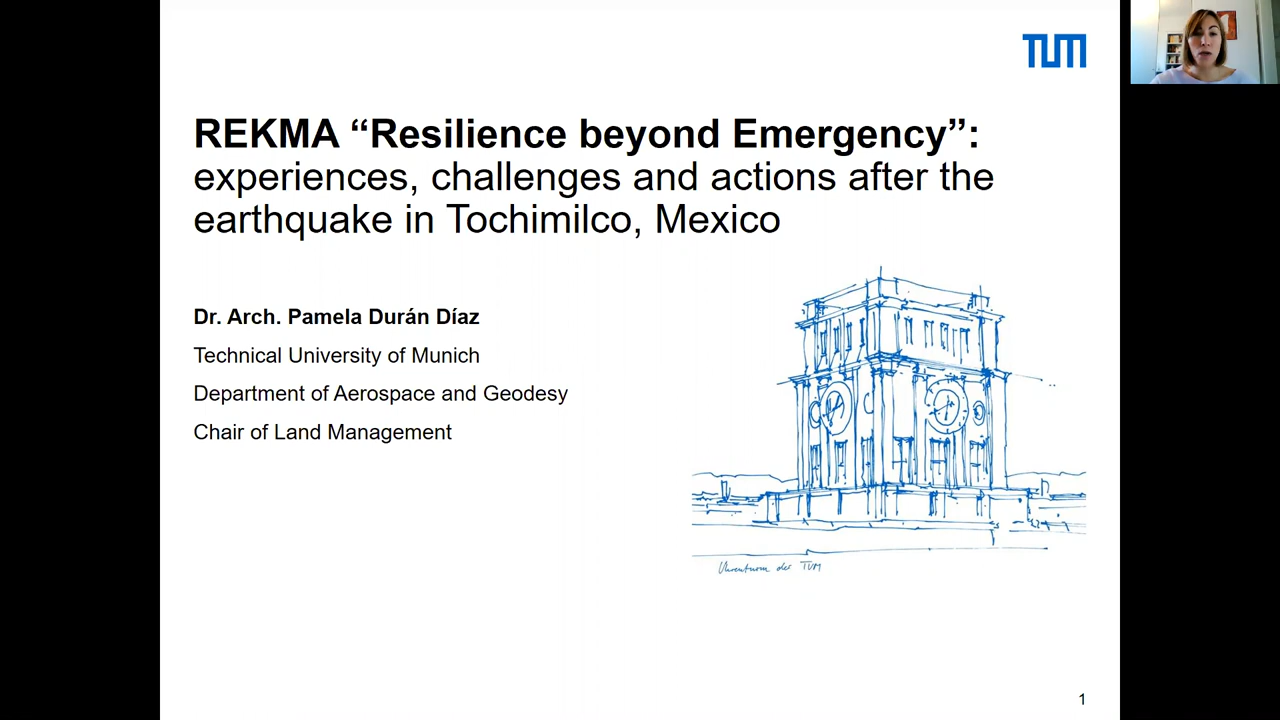 TUM
REKMA “Resilience beyond Emergency”:
experiences, challenges and actions after the
earthquake in Tochimilco, Mexico
Dr. Arch. Pamela Durán Díaz
Technical University of Munich
Department of Aerospace and Geodesy
Chair of Land Management
Uhrenturm der TUM
1